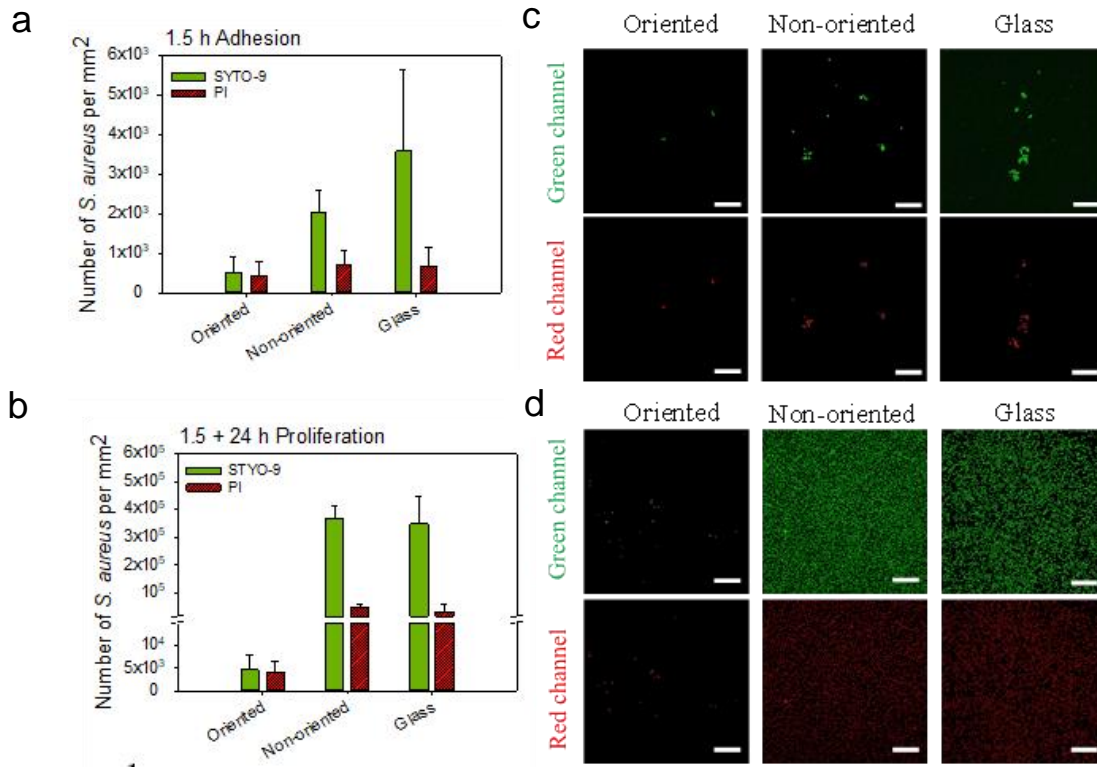 a
1.5 h Adhesion
Number of S. aureus per mm2
6x10³
5x10³
4x10³
3x10³
2x10³
1x10³
0
SYTO-9
PI
Oriented
Non-oriented
Glass
b
1.5 + 24 h Proliferation
Number of S. aureus per mm2
6x10⁵
5x10⁵
4x10⁵
3x10⁵
2x10⁵
10⁵
10⁴
5x10³
0
STYO-9
PI
Oriented
Non-oriented
Glass
c
Oriented Non-oriented Glass
Green channel
Red channel
d
Oriented Non-oriented Glass
Green channel
Red channel